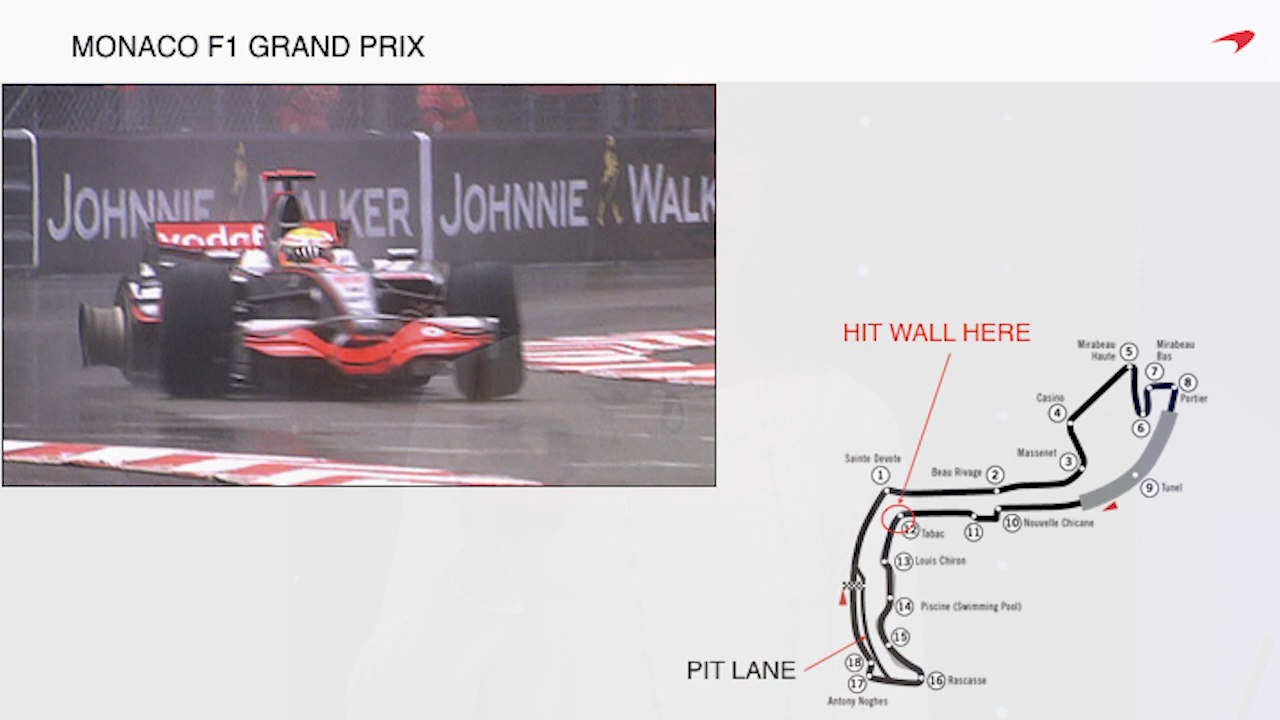 MONACO F1 GRAND PRIX
JOHNNIE WALKER
JOHNNIE WALK
vodaf
HIT WALL HERE
Mirabeau
Haute
5
Mirabeau
Bas
7
8
Portier
Casino
4
6
Massenet
3
Sainte Devote
1
Beau Rivage
2
9
Tunel
12
Tabac
11
10
Nouvelle Chicane
13
Louis Chiron
14
Piscine (Swimming Pool)
15
PIT LANE
18
17
16
Rascasse
Antony Noghes